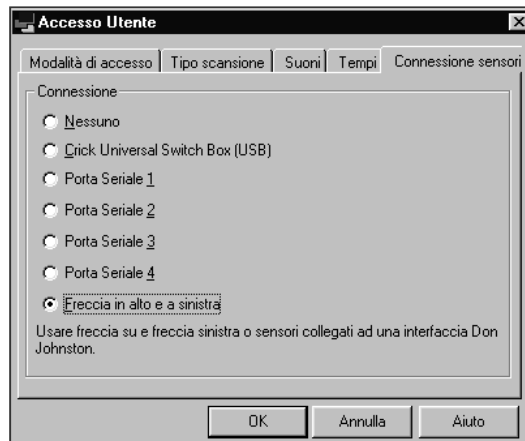 Accesso Utente
Modalità di accesso Tipo scansione Suoni Tempi Connessione sensori
Connessione
Nessuno
Crick Universal Switch Box (USB)
Porta Seriale 1
Porta Seriale 2
Porta Seriale 3
Porta Seriale 4
Freccia in alto e a sinistra
Usare freccia su e freccia sinistra o sensori collegati ad una interfaccia Don
Johnston.
OK Annulla Aiuto